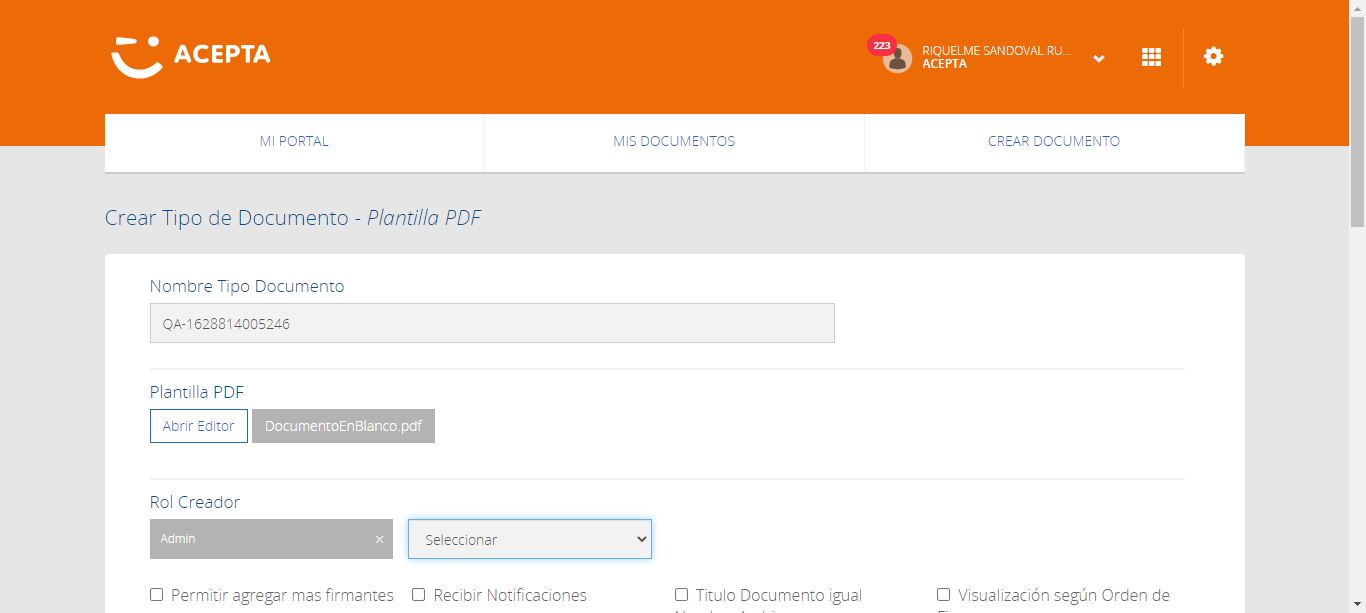 ACEPTA
223
RIQUELME SANDOVAL RU...
ACEPTA
MI PORTAL
MIS DOCUMENTOS
CREAR DOCUMENTO
Crear Tipo de Documento - Plantilla PDF
Nombre Tipo Documento
QA-1628814005246
Plantilla PDF
Abrir Editor
DocumentoEnBlanco.pdf
Rol Creador
Admin ×
Seleccionar
Permitir agregar mas firmantes
Recibir Notificaciones
Titulo Documento igual
Visualización según Orden de